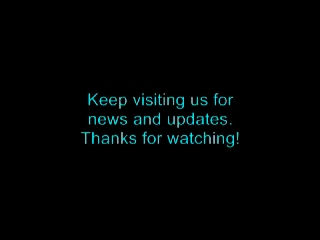 Keep visiting us for
news and updates.
Thanks for watching!